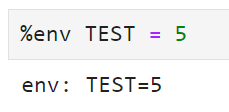 %env TEST = 5
env: TEST=5